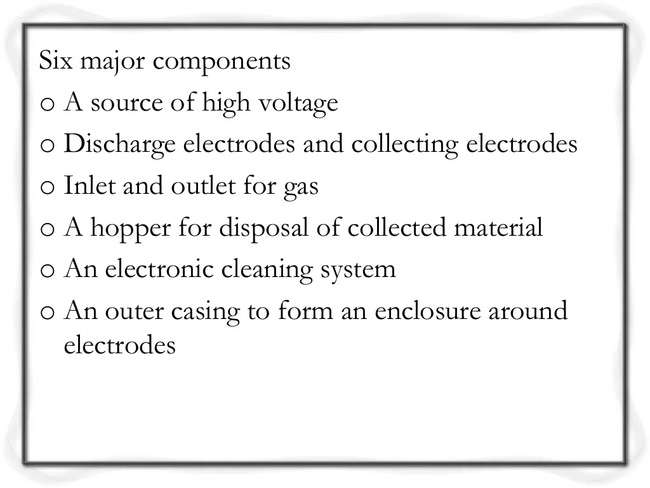 Six major components
o A source of high voltage
o Discharge electrodes and collecting electrodes
o Inlet and outlet for gas
o A hopper for disposal of collected material
o An electronic cleaning system
o An outer casing to form an enclosure around
electrodes